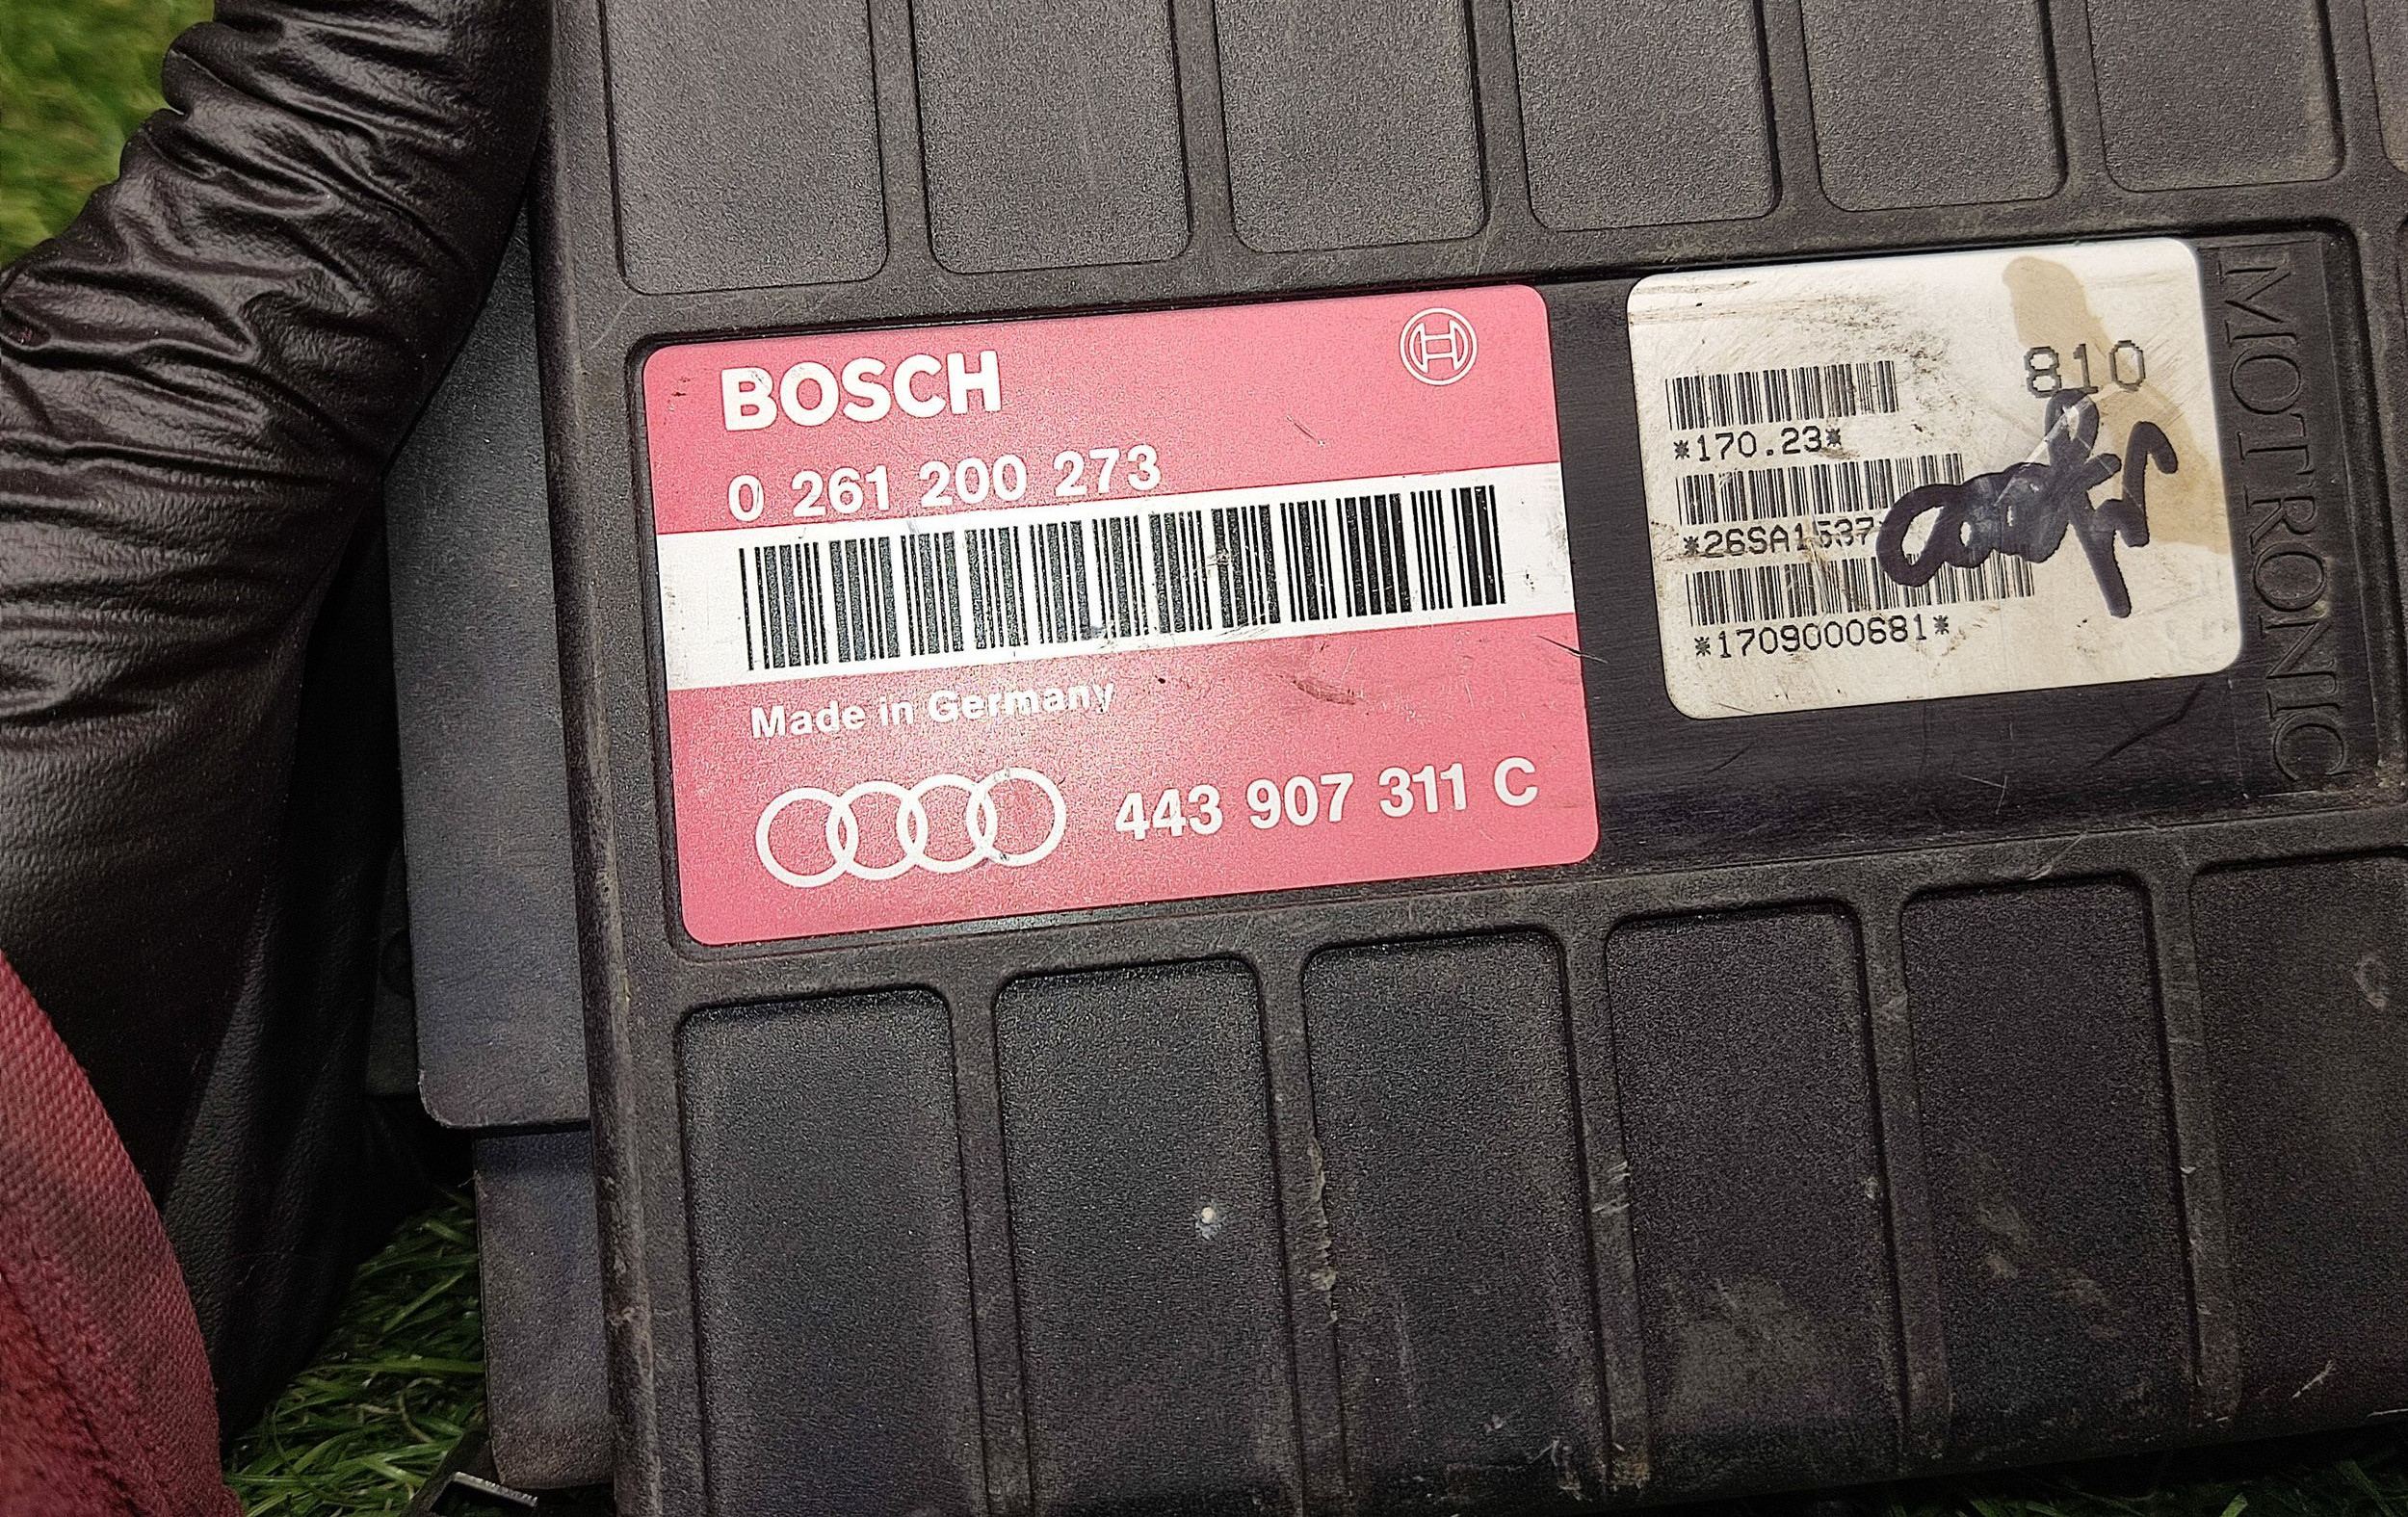 BOSCH
0 261 200 273
Made in Germany
443 907 311 C
810
*170.23*
*26SA1537
*1709000681*
MOTRONIC